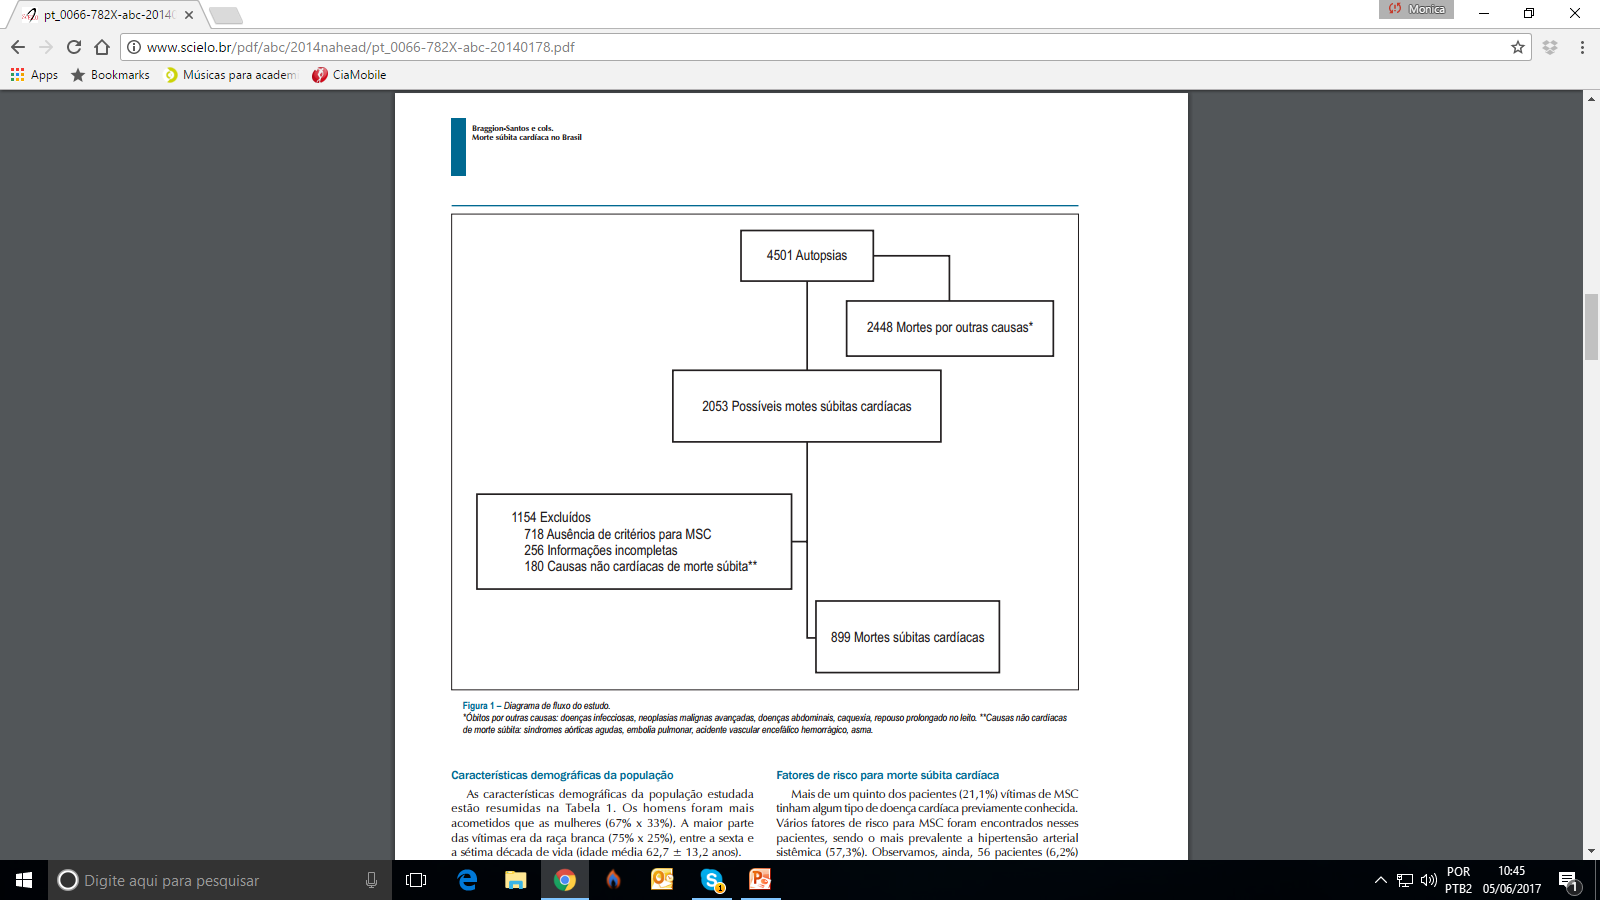 pt_0066-782X-abc-2014
Monica
www.scielo.br/pdf/abc/2014nahead/pt_0066-782X-abc-20140178.pdf
Apps
Bookmarks
Músicas para academ
CiaMobile
Braggion-Santos e cols.
Morte súbita cardíaca no Brasil
4501 Autopsias
2448 Mortes por outras causas*
2053 Possíveis motes súbitas cardíacas
1154 Excluídos
718 Ausência de critérios para MSC
256 Informações incompletas
180 Causas não cardíacas de morte súbita**
899 Mortes súbitas cardíacas
Figura 1 – Diagrama de fluxo do estudo.
*Óbitos por outras causas: doenças infecciosas, neoplasias malignas avançadas, doenças abdominais, caquexia, repouso prolongado no leito. **Causas não cardíacas
de morte súbita: síndromes aórticas agudas, embolia pulmonar, acidente vascular encefálico hemorrágico, asma.
Características demográficas da população
As características demográficas da população estudada
estão resumidas na Tabela 1. Os homens foram mais
acometidos que as mulheres (67% x 33%). A maior parte
das vítimas era da raça branca (75% x 25%), entre a sexta e
a sétima década de vida (idade média 62,7 ± 13,2 anos).
Fatores de risco para morte súbita cardíaca
Mais de um quinto dos pacientes (21,1%) vítimas de MSC
tinham algum tipo de doença cardíaca previamente conhecida.
Vários fatores de risco para MSC foram encontrados nesses
pacientes, sendo o mais prevalente a hipertensão arterial
sistêmica (57,3%). Observamos, ainda, 56 pacientes (6,2%)
Digite aqui para pesquisar
1
POR
PTB2
10:45
05/06/2017
1